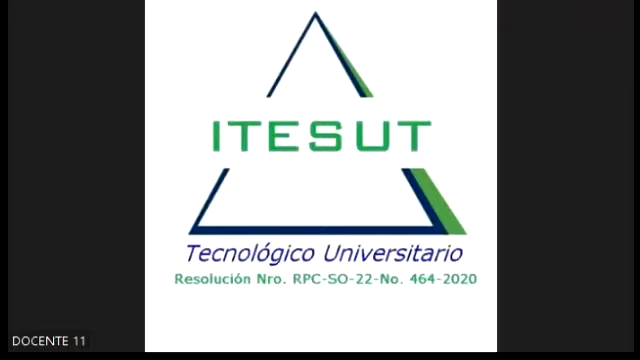 ITESUT
Tecnológico Universitario
Resolución Nro. RPC-SO-22-No. 464-2020
DOCENTE 11